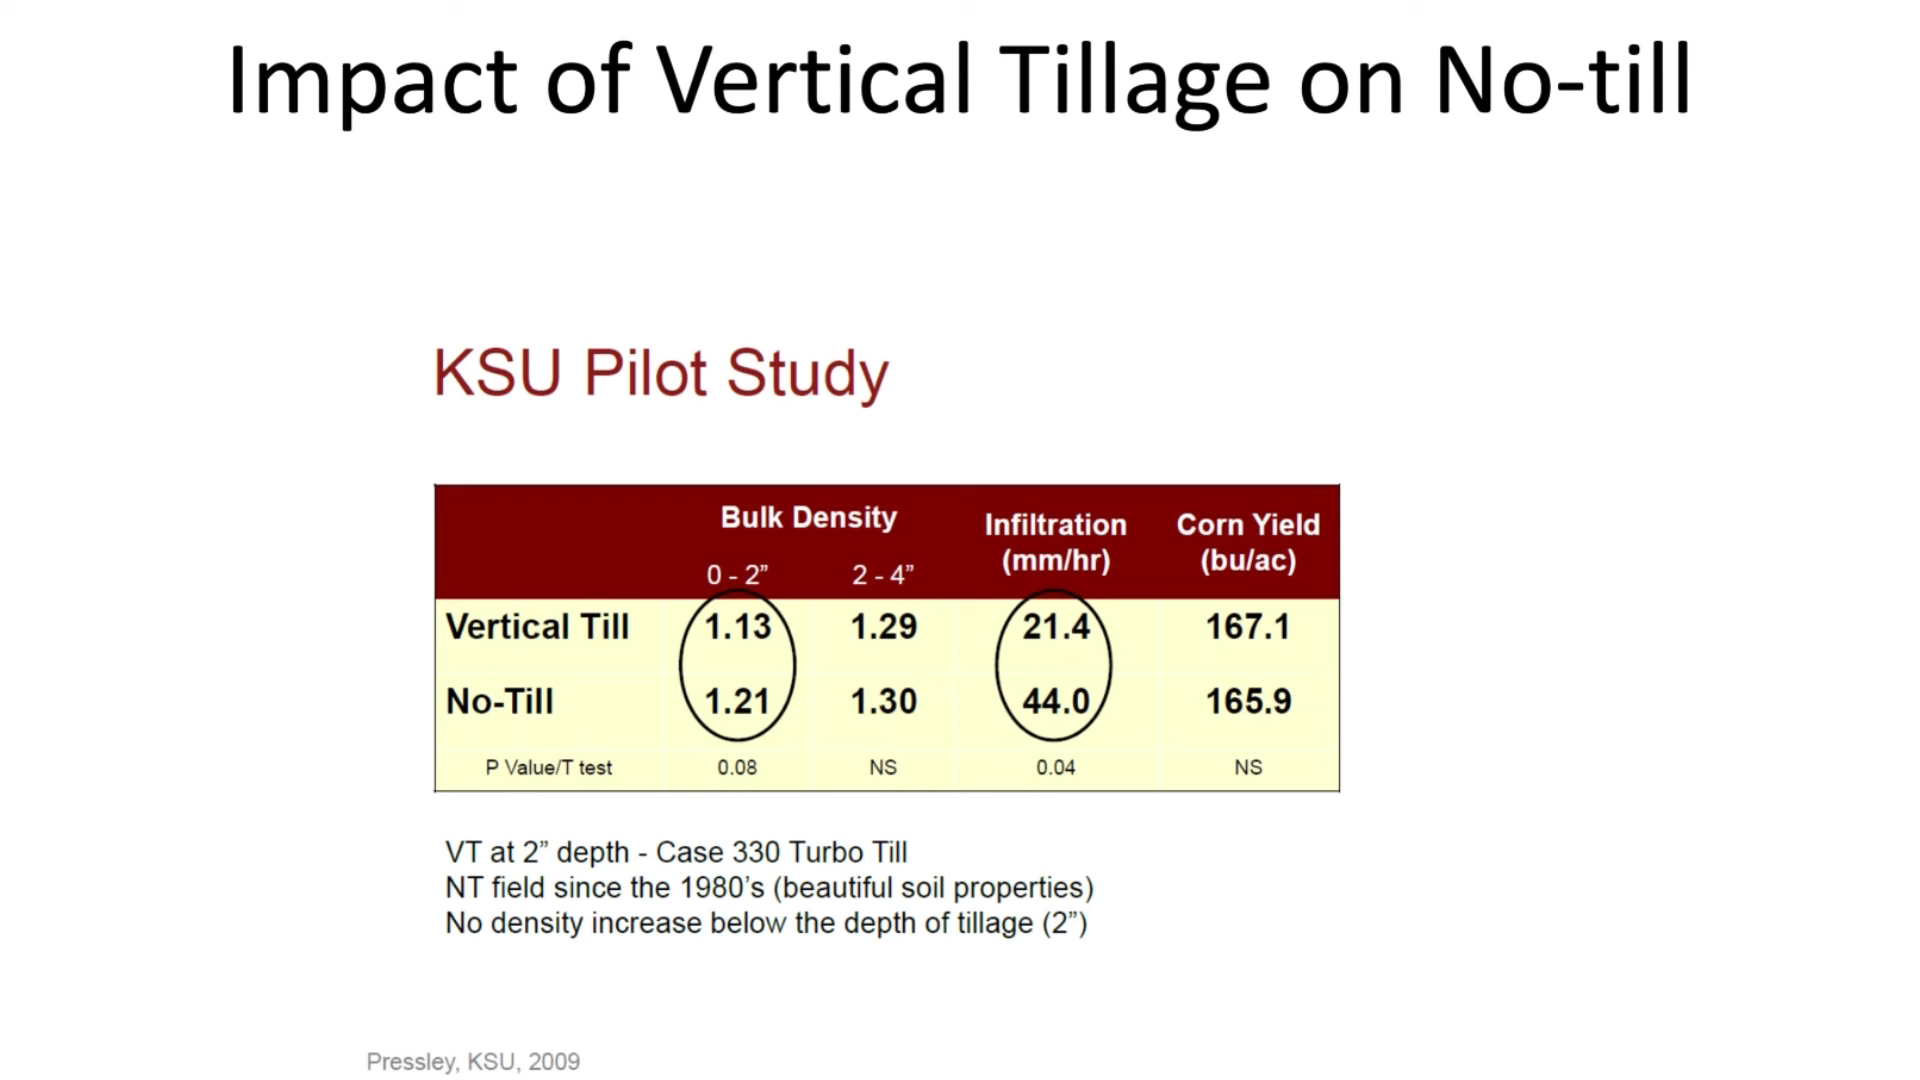 Impact of Vertical Tillage on No-till
KSU Pilot Study
Bulk Density
Infiltration (mm/hr)
Corn Yield (bu/ac)
0 - 2” 2 - 4”
Vertical Till 1.13 1.29 21.4 167.1
No-Till 1.21 1.30 44.0 165.9
P Value/T test 0.08 NS 0.04 NS
VT at 2” depth - Case 330 Turbo Till
NT field since the 1980’s (beautiful soil properties)
No density increase below the depth of tillage (2”)
Pressley, KSU, 2009